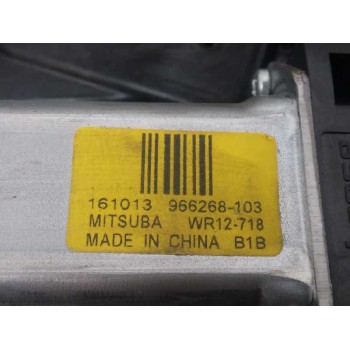 161013 966268-103
MITSUBA WR12-718
MADE IN CHINA B1B